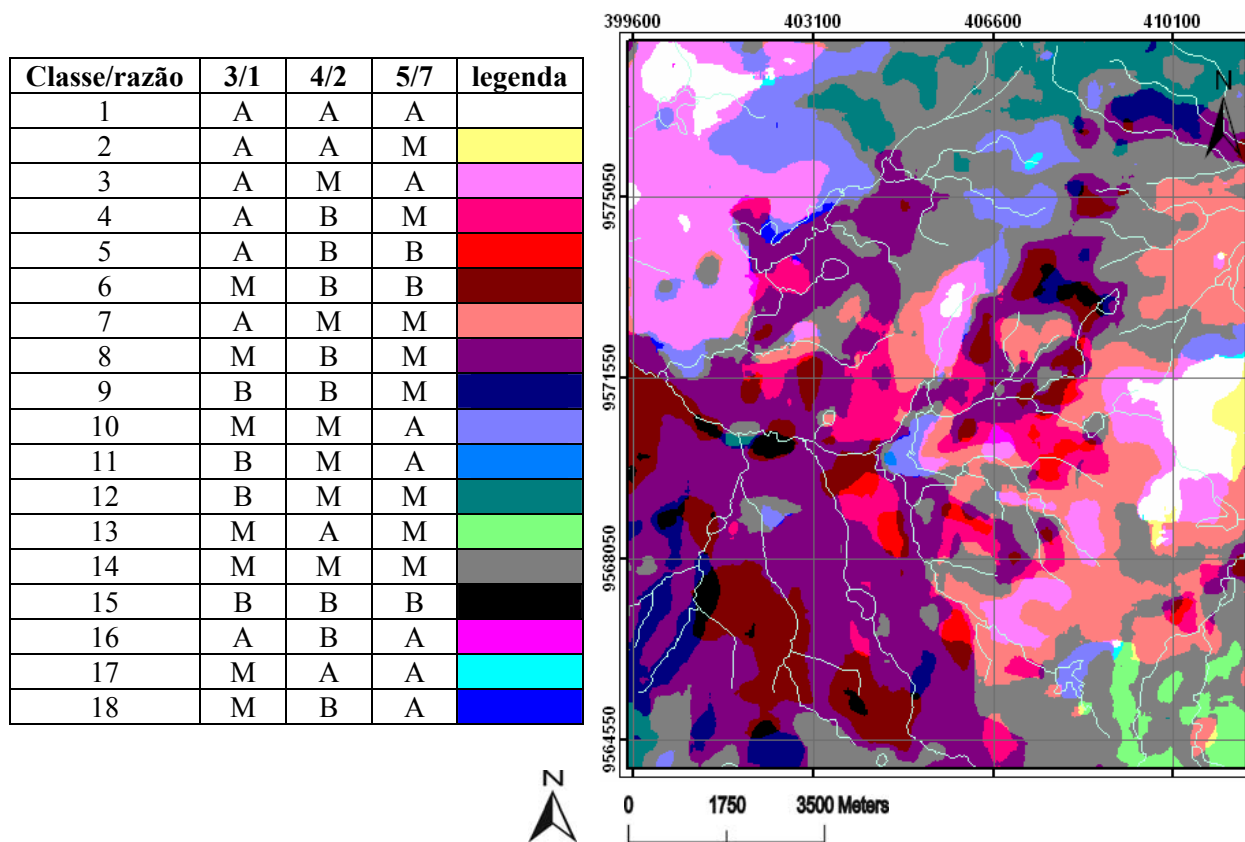 Classe/razão 3/1 4/2 5/7 legenda
1 A A A
2 A A M
3 A M A
4 A B M
5 A B B
6 M B B
7 A M M
8 M B M
9 B B M
10 M M A
11 B M A
12 B M M
13 M A M
14 M M M
15 B B B
16 A B A
17 M A A
18 M B A
399600 403100 406600 410100
N
9575050
9571550
9568050
9564550
N
0 1750 3500 Meters